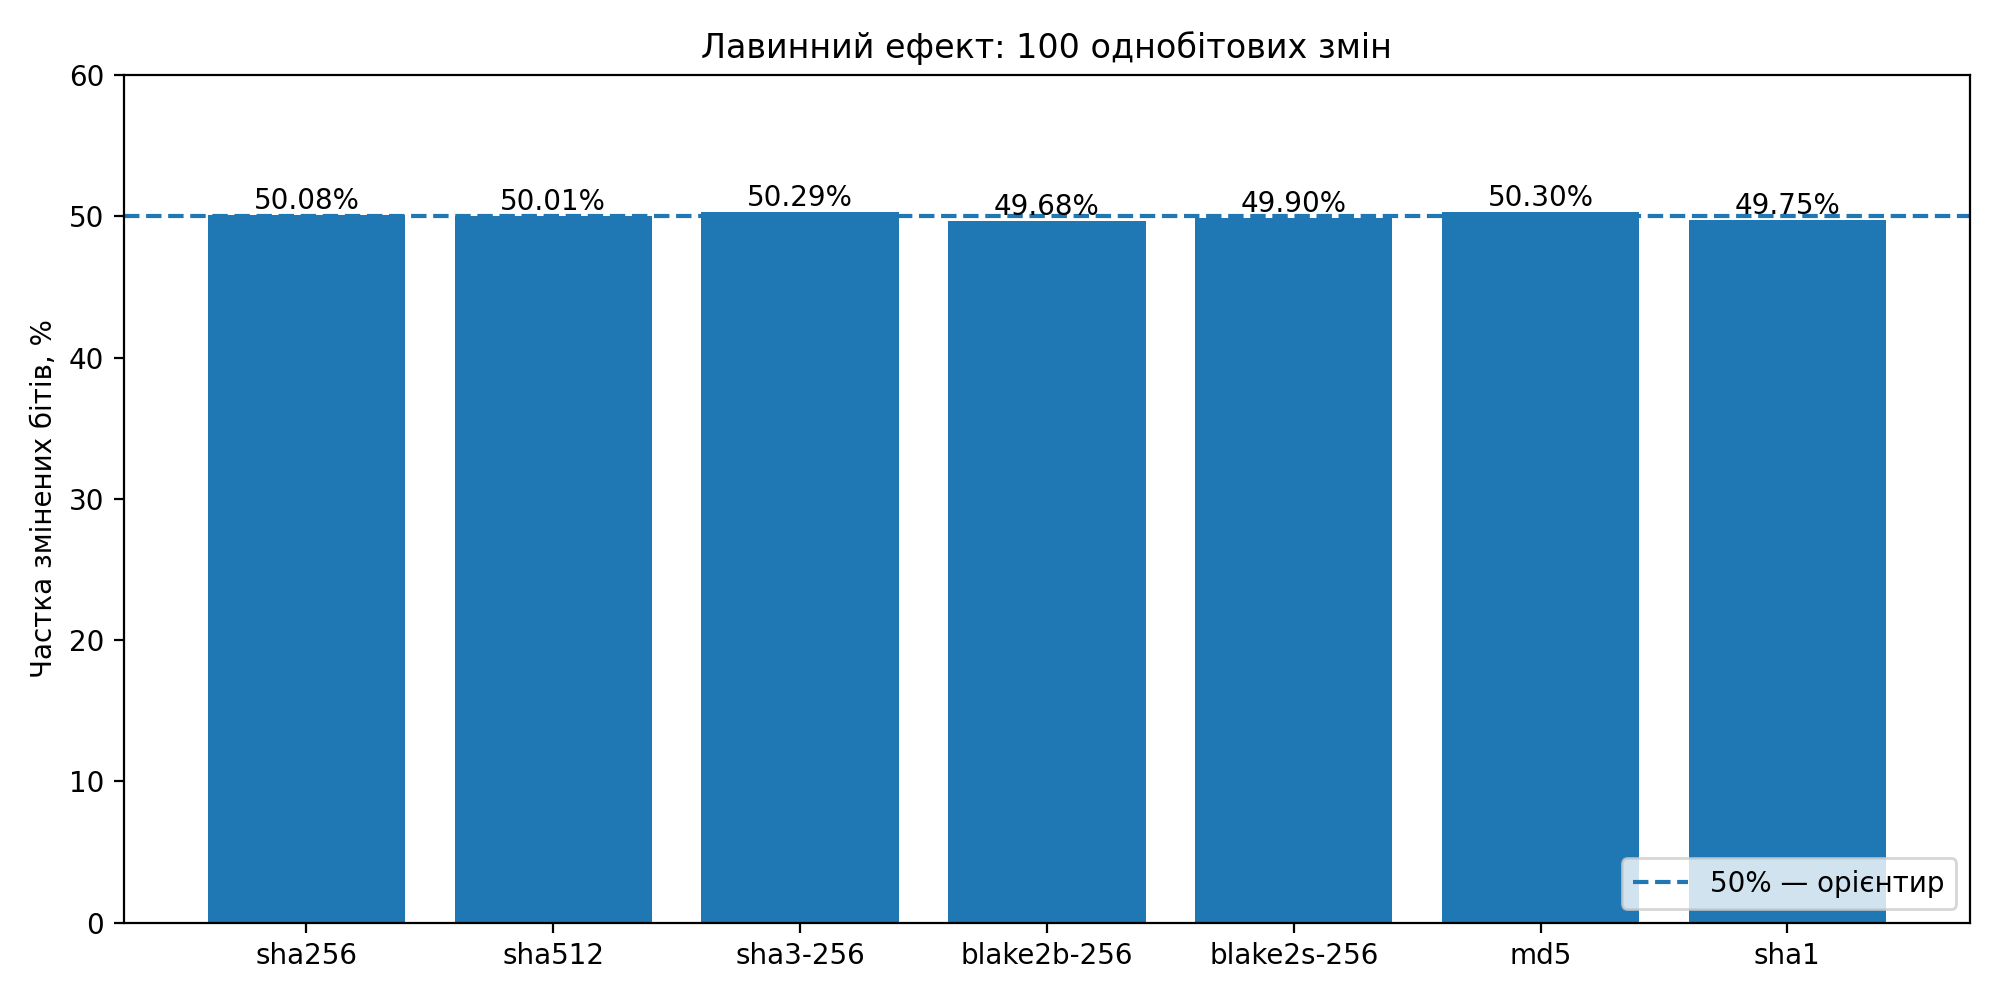 Лавинний ефект: 100 однобітових змін
Частка змінених бітів, %
60
50
40
30
20
10
0
50.08% 50.01% 50.29% 49.68% 49.90% 50.30% 49.75%
50% — орієнтир
sha256 sha512 sha3-256 blake2b-256 blake2s-256 md5 sha1